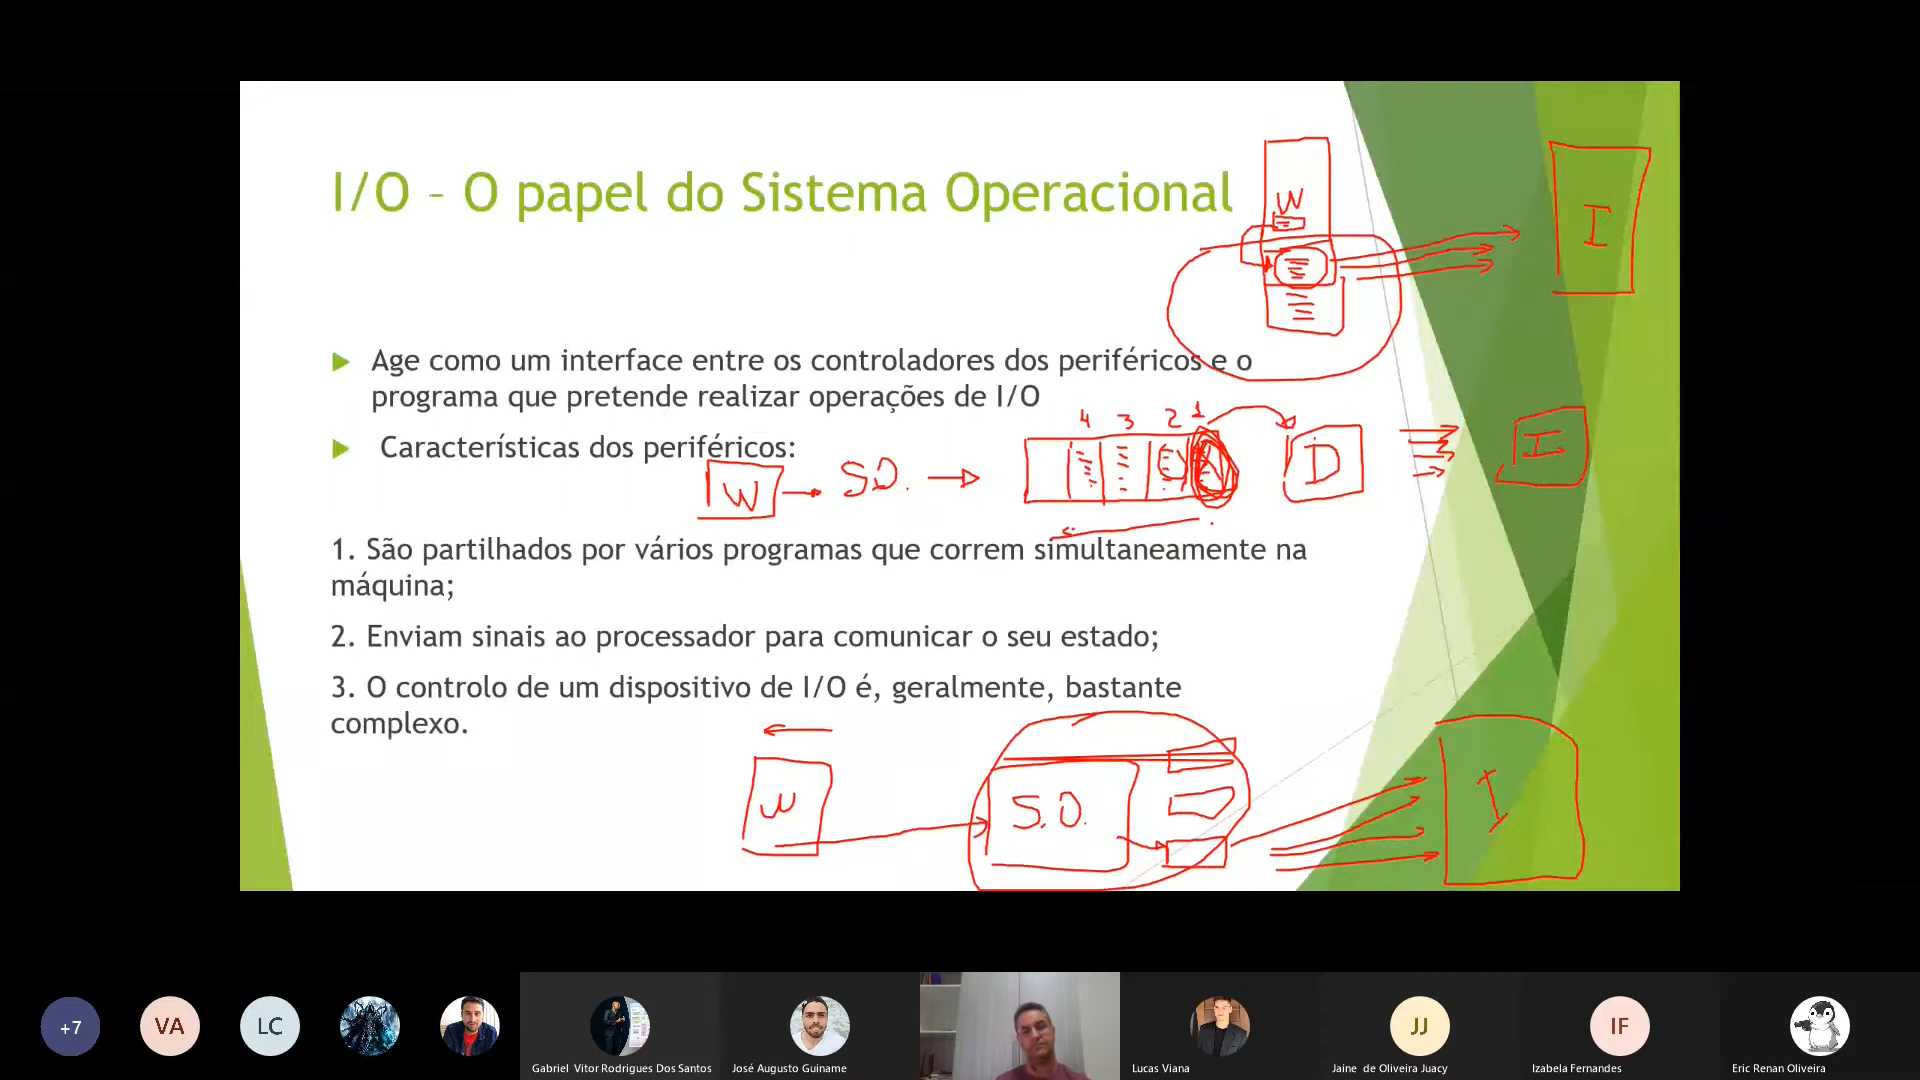 I/O – O papel do Sistema Operacional
W
I
Age como um interface entre os controladores dos periféricos e o
programa que pretende realizar operações de I/O
4 3 2 1
Características dos periféricos:
W
S.O.
D
I
1. São partilhados por vários programas que correm simultaneamente na
máquina;
2. Enviam sinais ao processador para comunicar o seu estado;
3. O controlo de um dispositivo de I/O é, geralmente, bastante
complexo.
W
S.O.
I
+7
VA
LC
JJ
IF
Gabriel Vitor Rodrigues Dos Santos
José Augusto Guiname
Lucas Viana
Jaine de Oliveira Juacy
Izabela Fernandes
Eric Renan Oliveira